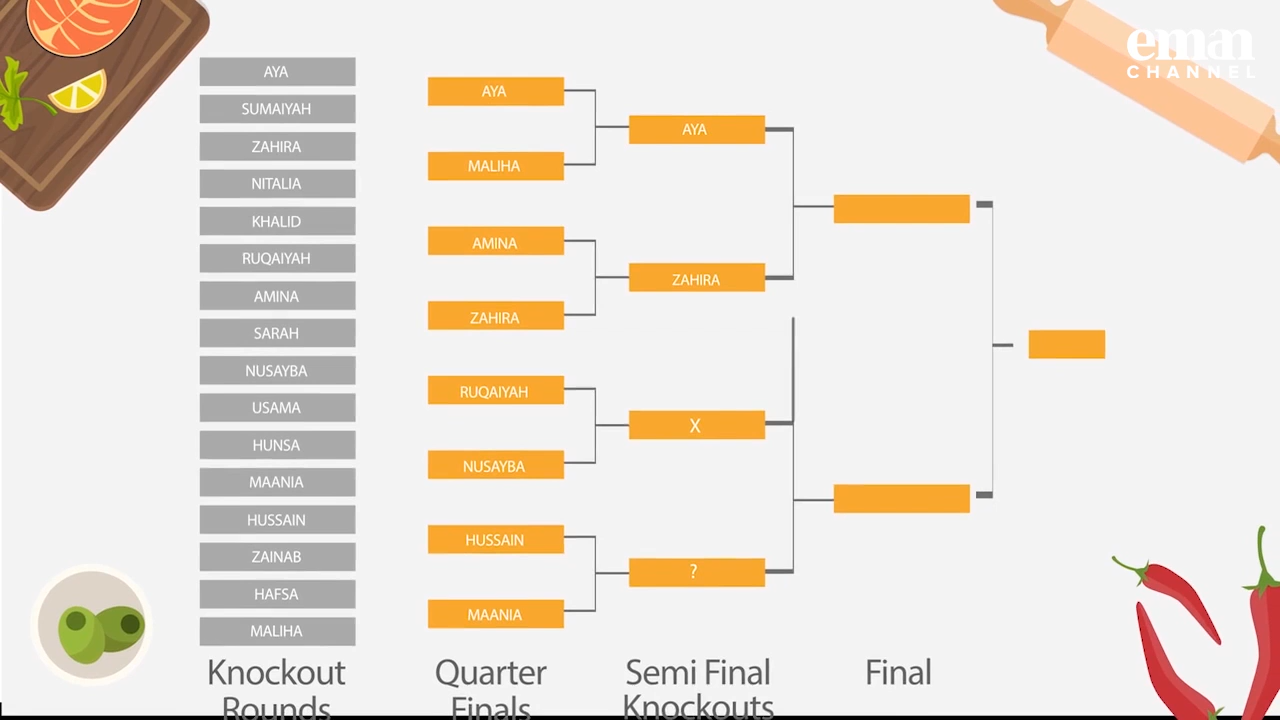 eman
CHANNEL
AYA
SUMAIYAH
ZAHIRA
NITALIA
KHALID
RUQAIYAH
AMINA
SARAH
NUSAYBA
USAMA
HUNSA
MAANIA
HUSSAIN
ZAINAB
HAFSA
MALIHA
Knockout
Rounds
AYA
MALIHA
AMINA
ZAHIRA
RUQAIYAH
NUSAYBA
HUSSAIN
MAANIA
Quarter
Finals
AYA
ZAHIRA
X
?
Semi Final
Knockouts
Final